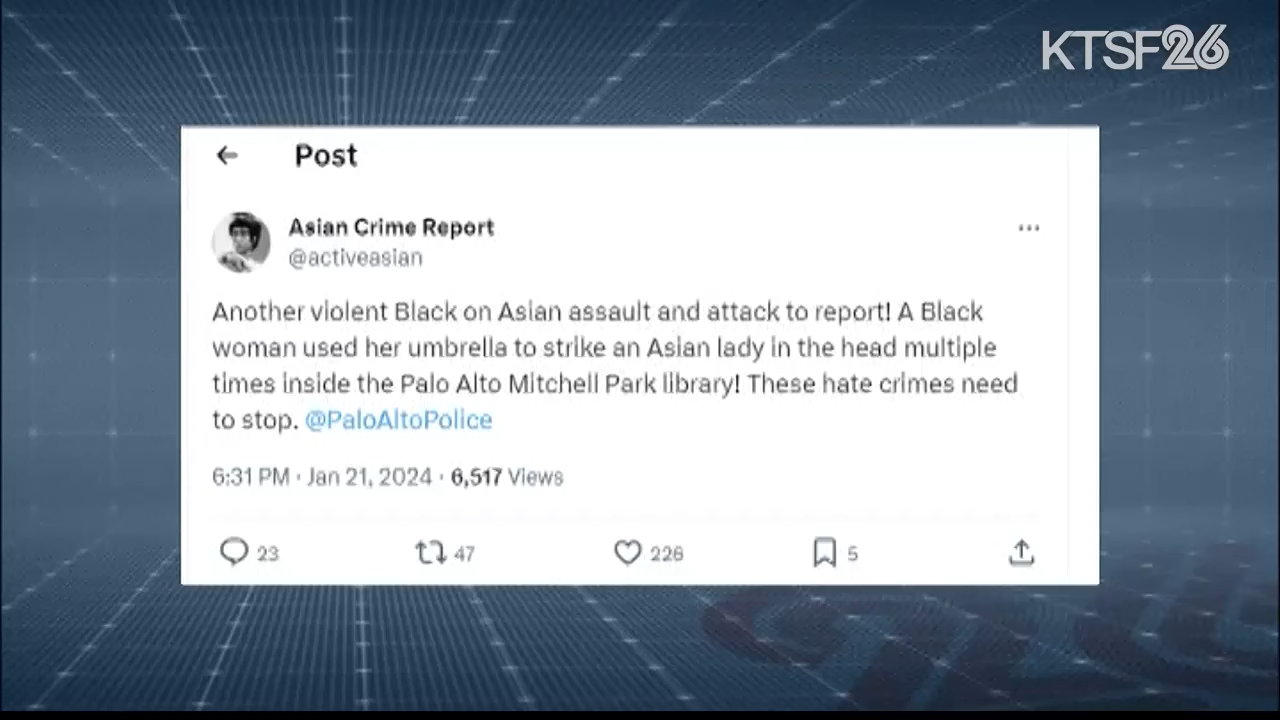 KTSF26
Post
Asian Crime Report
@activeasian
Another violent Black on Asian assault and attack to report! A Black
woman used her umbrella to strike an Asian lady in the head multiple
times inside the Palo Alto Mitchell Park library! These hate crimes need
to stop. @PaloAltoPolice
6:31 PM · Jan 21, 2024 · 6,517 Views
23 47 226 5